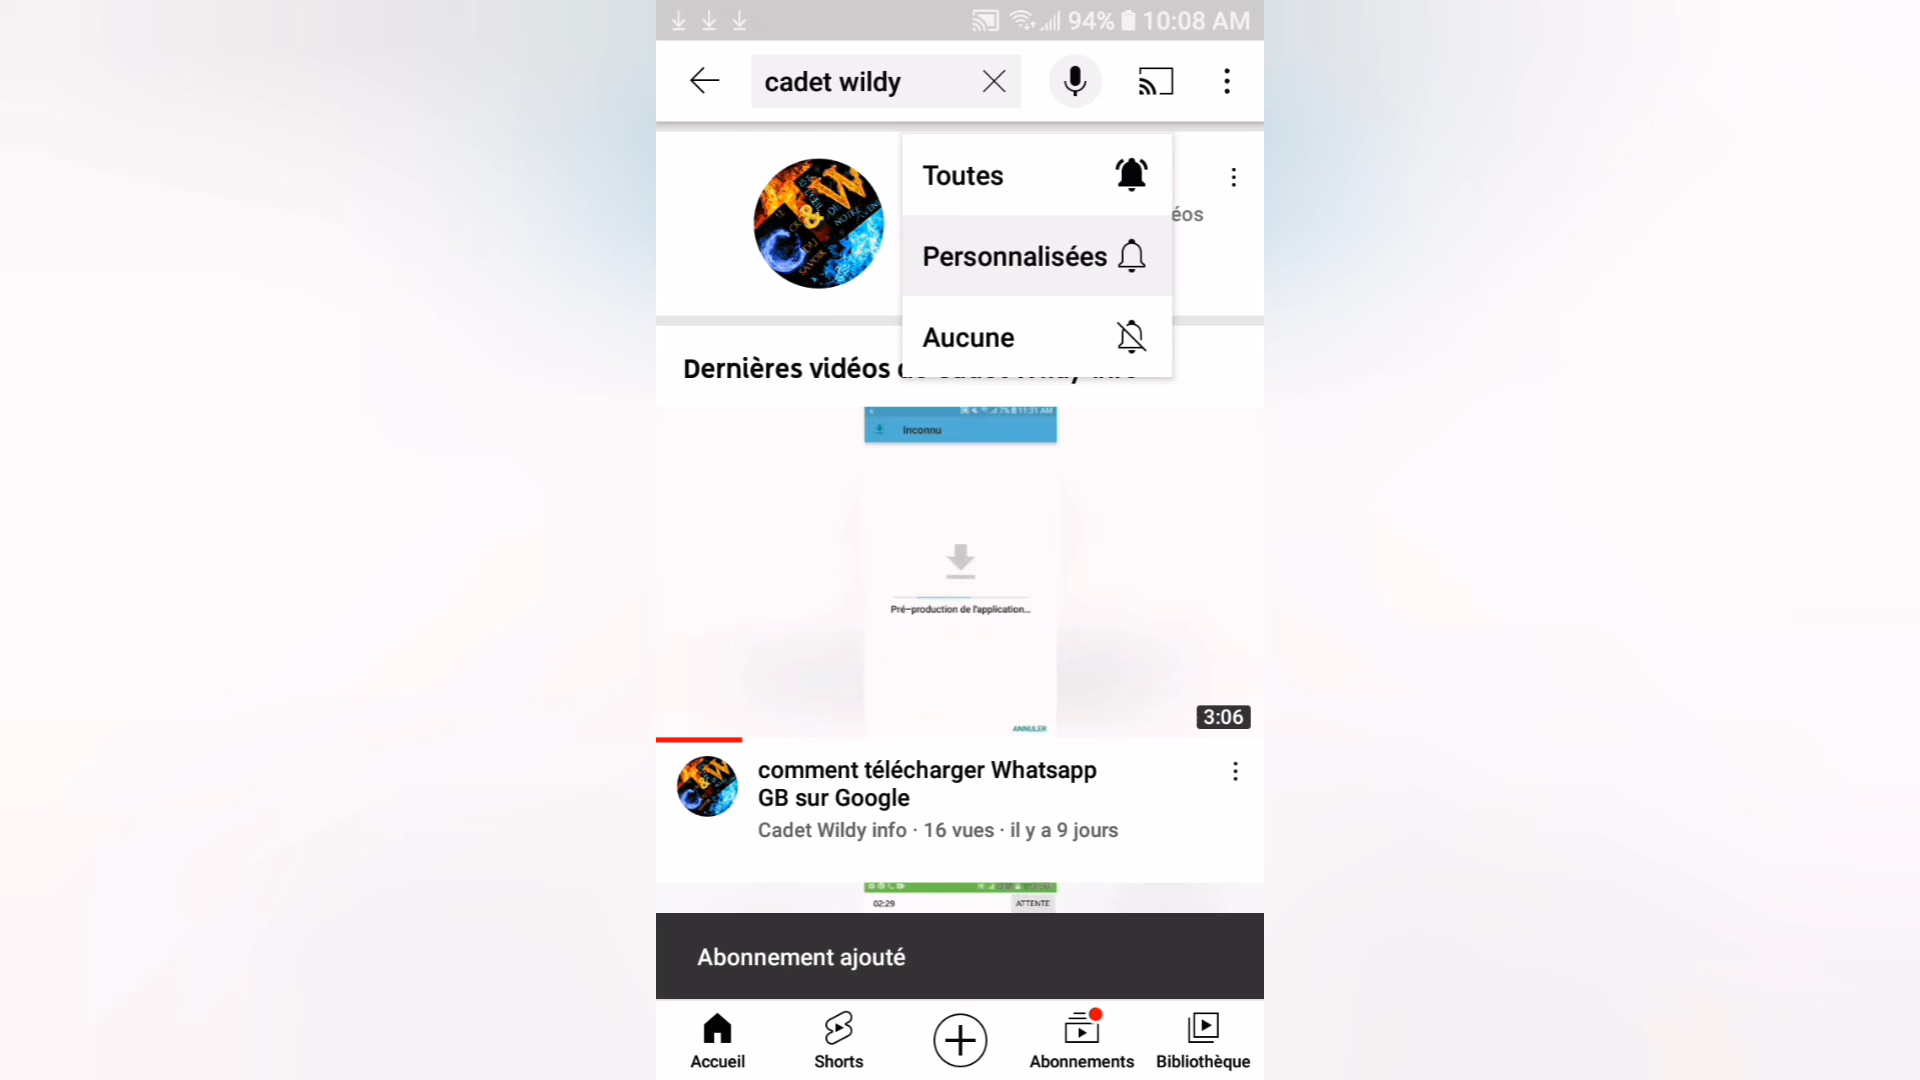 94% 10:08 AM
cadet wildy
Toutes
éos
Personnalisées
Aucune
Dernières vidéos
Inconnu
Pré-production de l'application...
ANNULER
3:06
comment télécharger Whatsapp
GB sur Google
Cadet Wildy info · 16 vues · il y a 9 jours
02:29 ATTENTE
Abonnement ajouté
Accueil Shorts Abonnements Bibliothèque